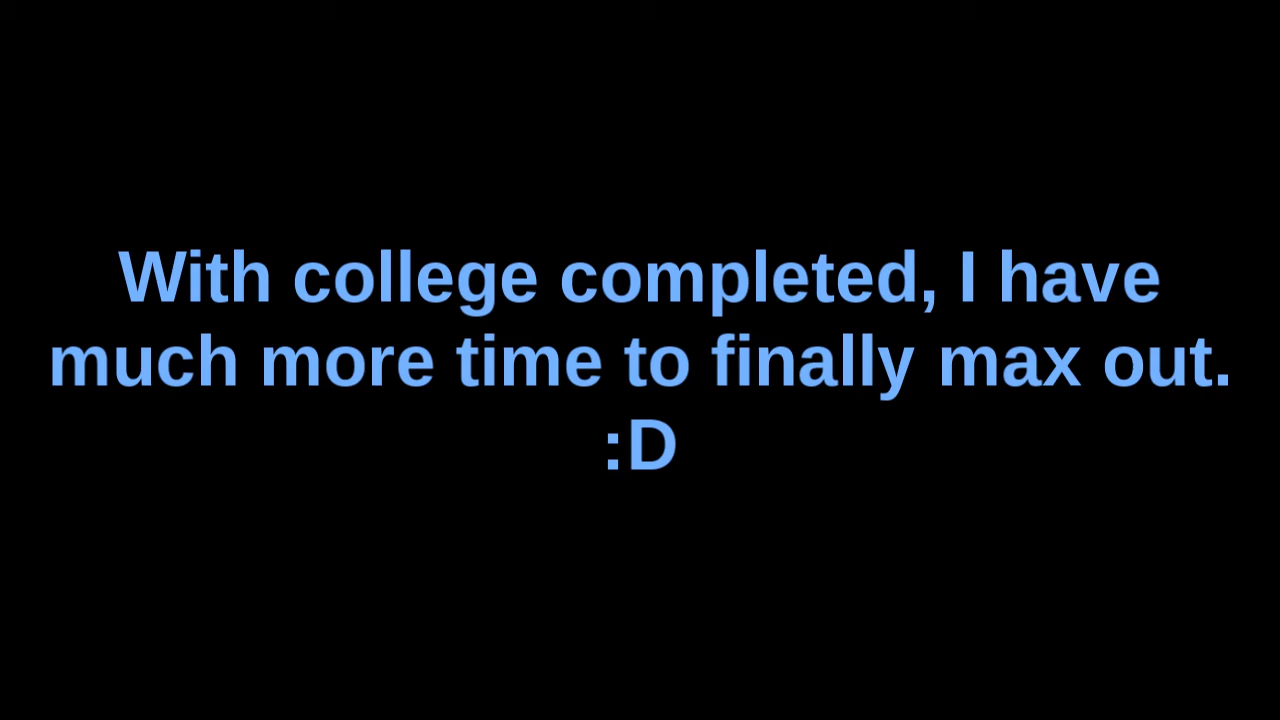 With college completed, I have
much more time to finally max out.
:D